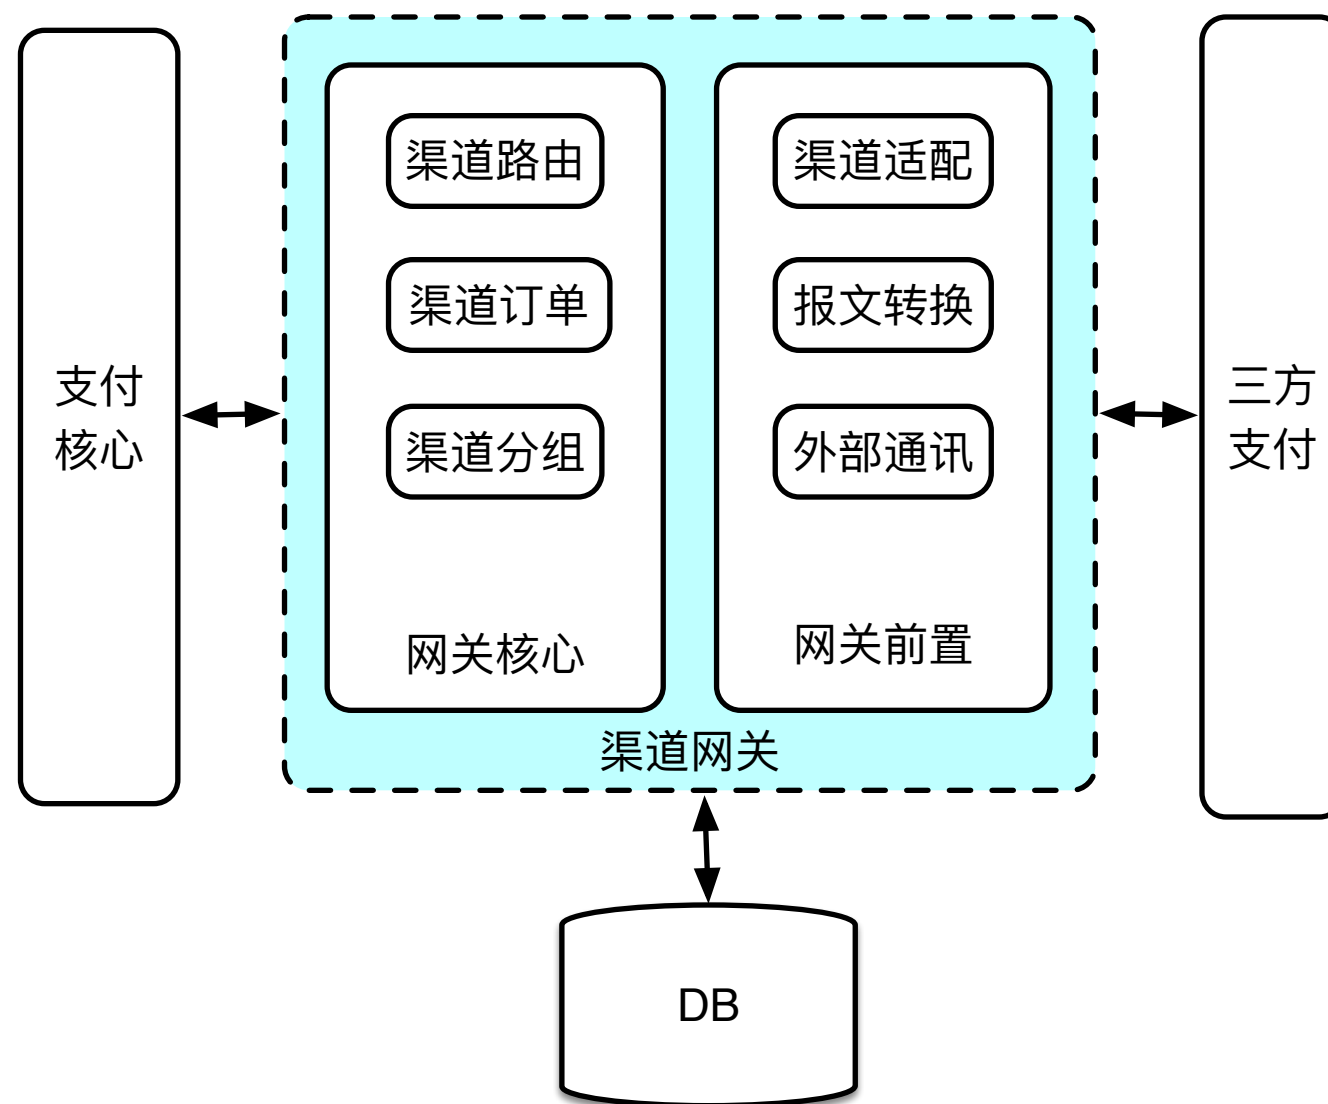 支付
核心
渠道路由
渠道订单
渠道分组
网关核心
渠道适配
报文转换
外部通讯
网关前置
渠道网关
三方
支付
DB